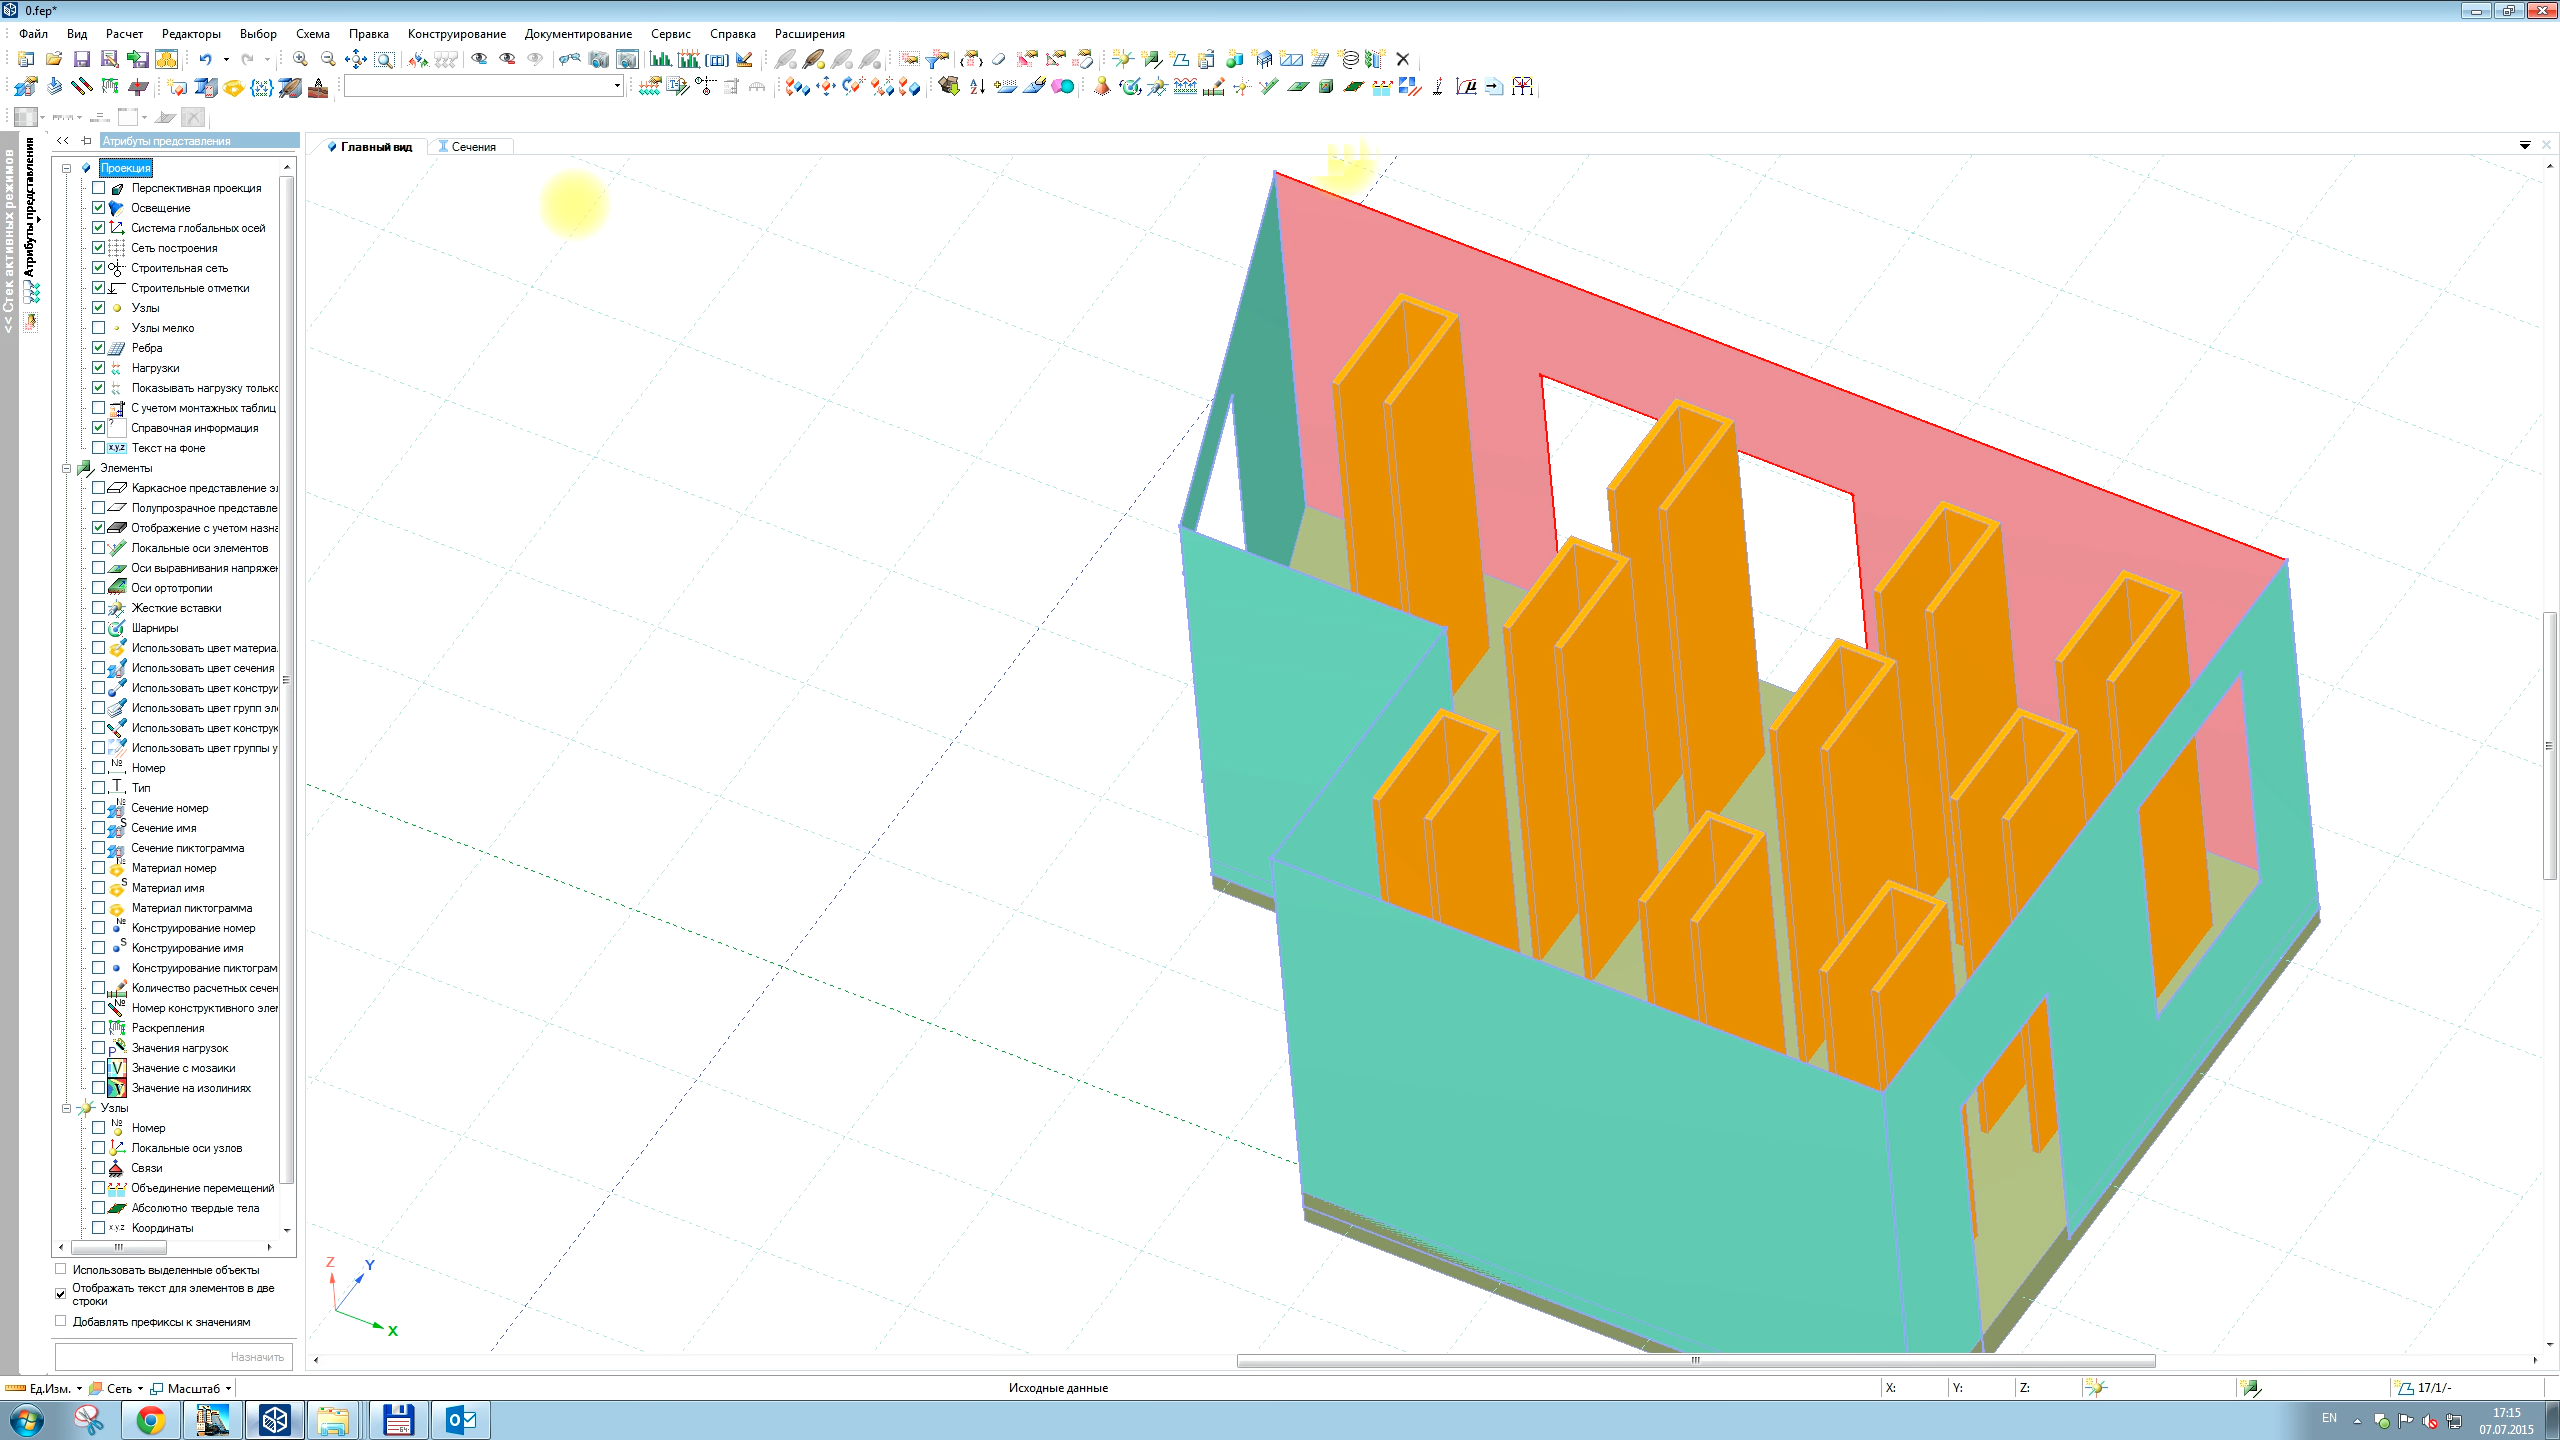 0.fep*
Файл Вид Расчет Редакторы Выбор Схема Правка Конструирование Документирование Сервис Справка Расширения
<< Стек активных режимов
Атрибуты представления
Атрибуты представления
Главный вид Сечения
Проекция
Перспективная проекция
Освещение
Система глобальных осей
Сеть построения
Строительная сеть
Строительные отметки
Узлы
Узлы мелко
Ребра
Нагрузки
Показывать нагрузку только
С учетом монтажных таблиц
Справочная информация
x,y,z Текст на фоне
Элементы
Каркасное представление эл
Полупрозрачное представле
Отображение с учетом назна
Локальные оси элементов
Оси выравнивания напряжен
Оси ортотропии
Жесткие вставки
Шарниры
Использовать цвет материа
Использовать цвет сечения
Использовать цвет констру
Использовать цвет групп эл
Использовать цвет конструк
Использовать цвет группы у
№ Номер
T Тип
№ Сечение номер
S Сечение имя
Сечение пиктограмма
№ Материал номер
S Материал имя
Материал пиктограмма
№ Конструирование номер
S Конструирование имя
Конструирование пиктограм
Количество расчетных сечен
№ Номер конструктивного элем
Раскрепления
P Значения нагрузок
V Значение с мозаики
V Значение на изолиниях
Узлы
№ Номер
Локальные оси узлов
Связи
Объединение перемещений
Абсолютно твердые тела
x,y,z Координаты
Использовать выделенные объекты
Отображать текст для элементов в две
строки
Добавлять префиксы к значениям
Назначить
Z
Y
X
Ед.Изм. Сеть Масштаб Исходные данные X: Y: Z: 17/1/-
EN 17:15
07.07.2015